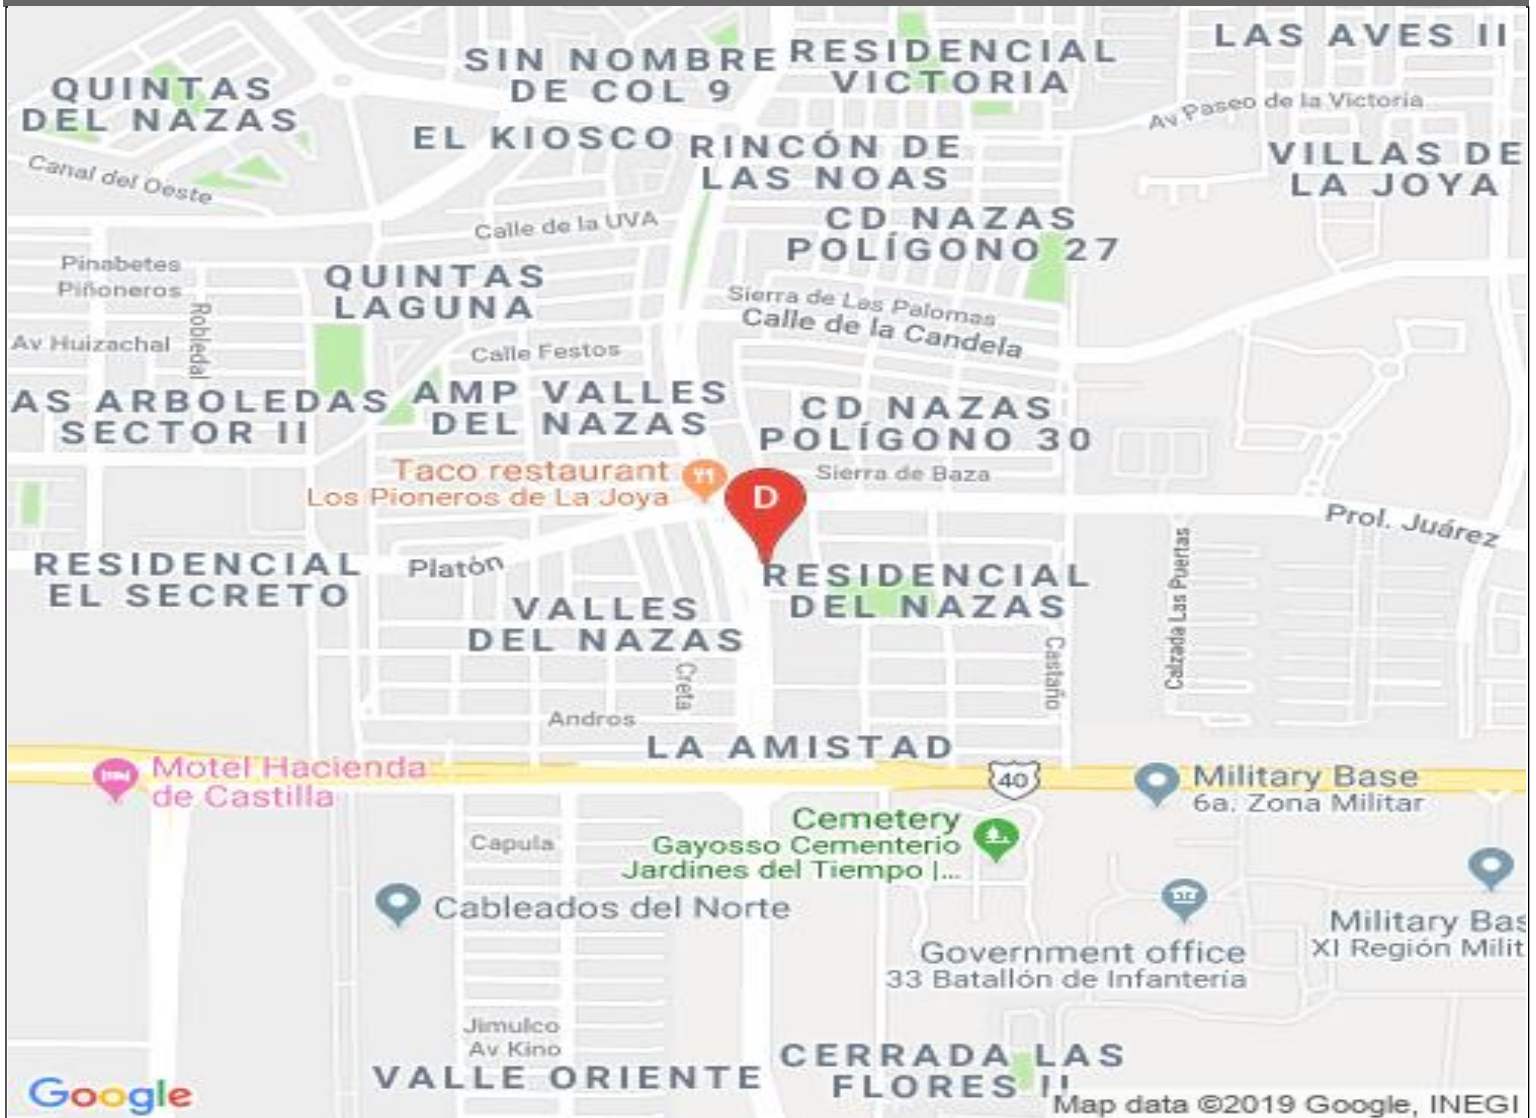 SIN NOMBRE
DE COL 9
RESIDENCIAL
VICTORIA
LAS AVES II
QUINTAS
DEL NAZAS
Av Paseo de la Victoria
EL KIOSCO
RINCÓN DE
LAS NOAS
VILLAS DE
LA JOYA
Canal del Oeste
Calle de la UVA
CD NAZAS
POLÍGONO 27
Pinabetes
Piñoneros
QUINTAS
LAGUNA
Sierra de Las Palomas
Calle de la Candela
Robledal
Av Huizachal
Calle Festos
AS ARBOLEDAS
SECTOR II
AMP VALLES
DEL NAZAS
CD NAZAS
POLÍGONO 30
Taco restaurant
Los Pioneros de La Joya
D
Sierra de Baza
Prol. Juárez
RESIDENCIAL
EL SECRETO
Platón
RESIDENCIAL
DEL NAZAS
VALLES
DEL NAZAS
Calzada Las Puertas
Creta
Castaño
Andros
LA AMISTAD
Motel Hacienda
de Castilla
40
Military Base
6a. Zona Militar
Cemetery
Gayosso Cementerio
Jardines del Tiempo |...
Capula
Cableados del Norte
Military Bas
XI Región Milit
Government office
33 Batallón de Infantería
Jimulco
Av Kino
VALLE ORIENTE
CERRADA LAS
FLORES II
Google
Map data ©2019 Google, INEGI